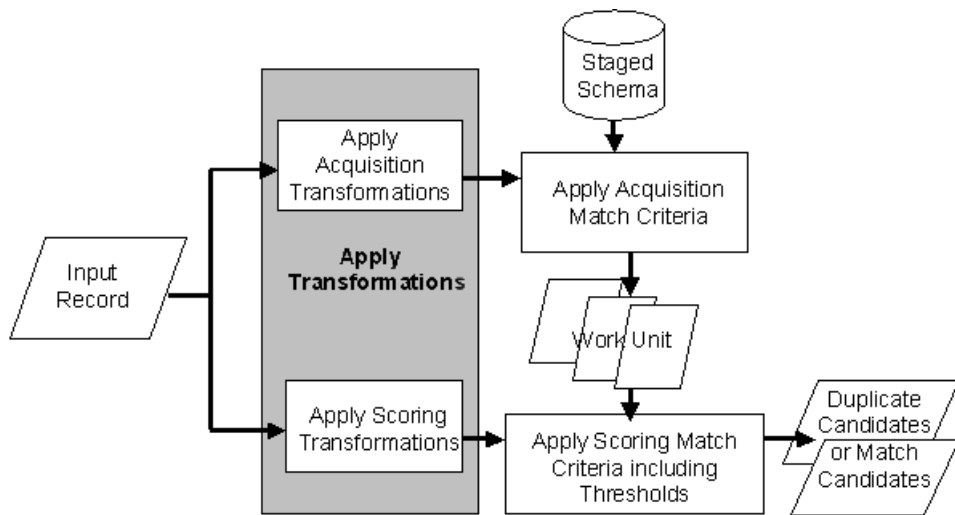 Staged
Schema
Apply
Acquisition
Transformations
Apply Acquisition
Match Criteria
Apply
Transformations
Input
Record
Work Unit
Apply Scoring
Transformations
Apply Scoring Match
Criteria including
Thresholds
Duplicate
Candidates
or Match
Candidates